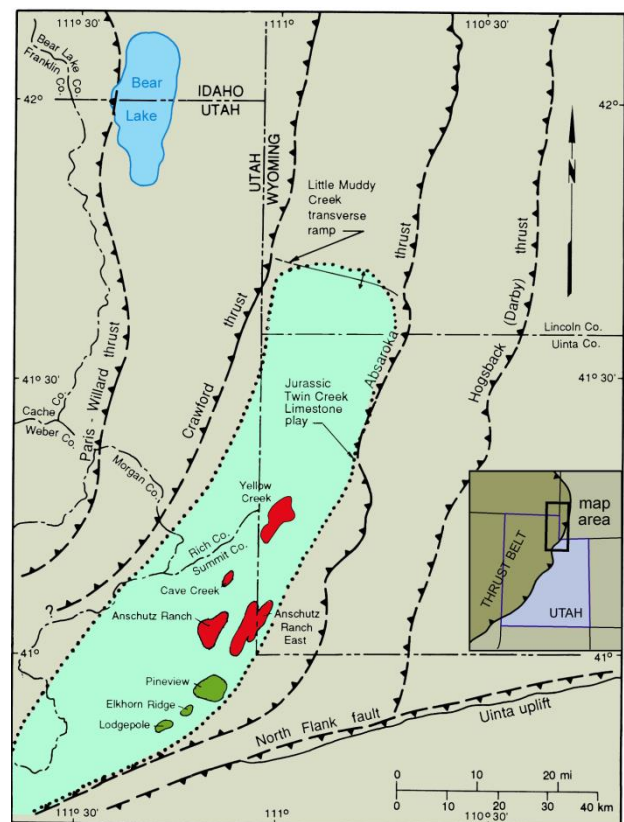 111° 30'
111°
110° 30'
Bear Lake Co.
Franklin Co.
42°
42°
Bear
Lake
IDAHO
UTAH
UTAH
WYOMING
N
Little Muddy
Creek
transverse
ramp
thrust
thrust
thrust
thrust
Paris - Willard
Crawford
Absaroka
Hogsback (Darby)
Lincoln Co.
Uinta Co.
41° 30'
41° 30'
Jurassic
Twin Creek
Limestone
play
Cache Co.
Weber Co.
Morgan Co.
Yellow
Creek
Rich Co.
Summit Co.
Cave Creek
?
Anschutz Ranch
Anschutz
Ranch
East
map
area
THRUST BELT
UTAH
41°
41°
Pineview
Elkhorn Ridge
Lodgepole
North Flank fault
Uinta uplift
0 10 20 mi
0 10 20 30 40 km
111° 30'
111°
110° 30'